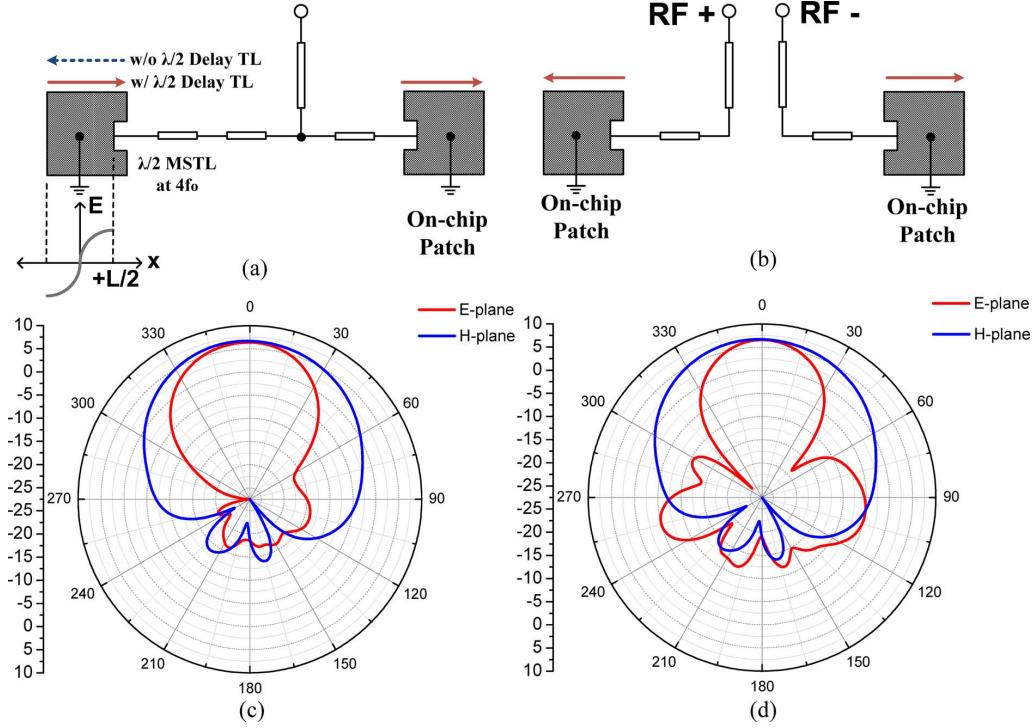 w/o λ/2 Delay TL
w/ λ/2 Delay TL
λ/2 MSTL
at 4fo
On-chip
Patch
E
x
+L/2
(a)
RF +
RF -
On-chip
Patch
On-chip
Patch
(b)
E-plane
H-plane
10
5
0
-5
-10
-15
-20
-25
-20
-15
-10
-5
0
5
10
0
30
60
90
120
150
180
210
240
270
300
330
(c)
E-plane
H-plane
10
5
0
-5
-10
-15
-20
-25
-20
-15
-10
-5
0
5
10
0
30
60
90
120
150
180
210
240
270
300
330
(d)